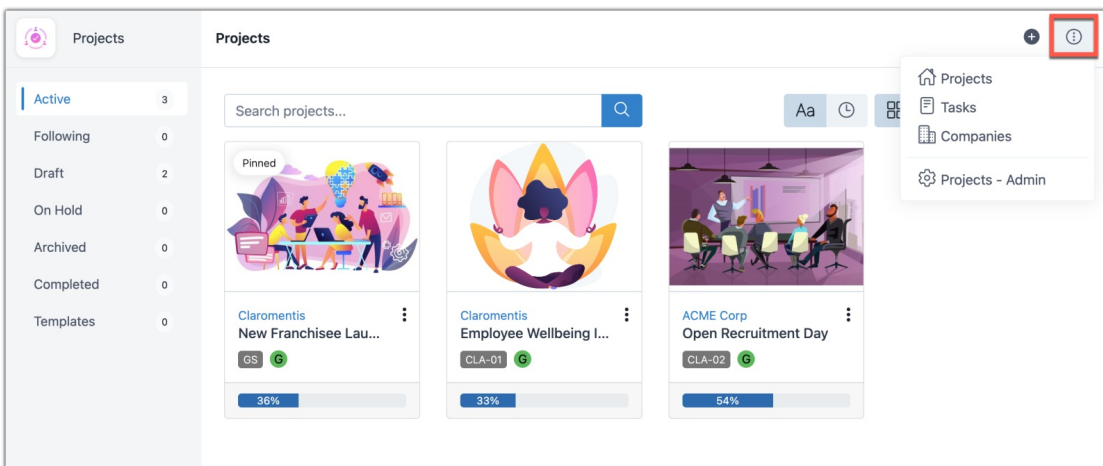 Projects
Projects
Active 3
Following 0
Draft 2
On Hold 0
Archived 0
Completed 0
Templates 0
Search projects...
Aa
Projects
Tasks
Companies
Projects - Admin
Pinned
Claromentis
New Franchisee Lau...
GS G
36%
Claromentis
Employee Wellbeing I...
CLA-01 G
33%
ACME Corp
Open Recruitment Day
CLA-02 G
54%